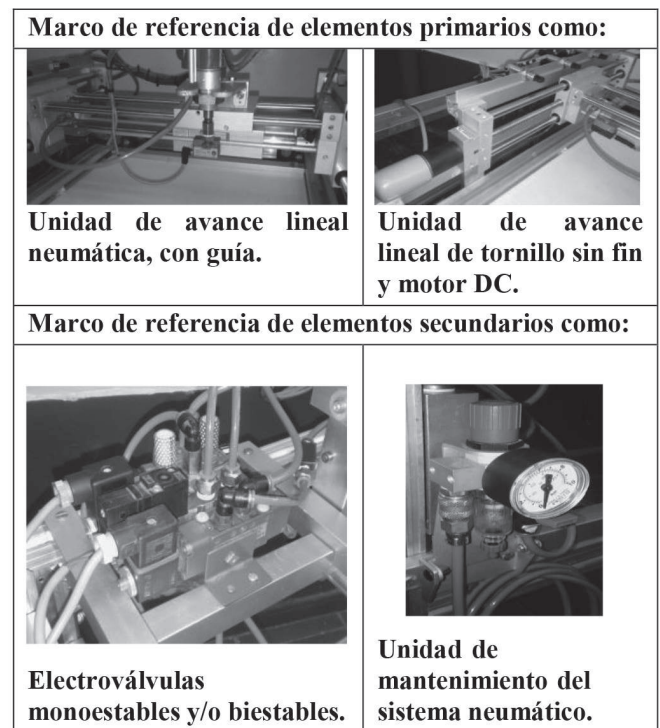 Marco de referencia de elementos primarios como:
Unidad de avance lineal
neumática, con guía.
Unidad de avance
lineal de tornillo sin fin
y motor DC.
Marco de referencia de elementos secundarios como:
Electroválvulas
monoestables y/o biestables.
Unidad de
mantenimiento del
sistema neumático.